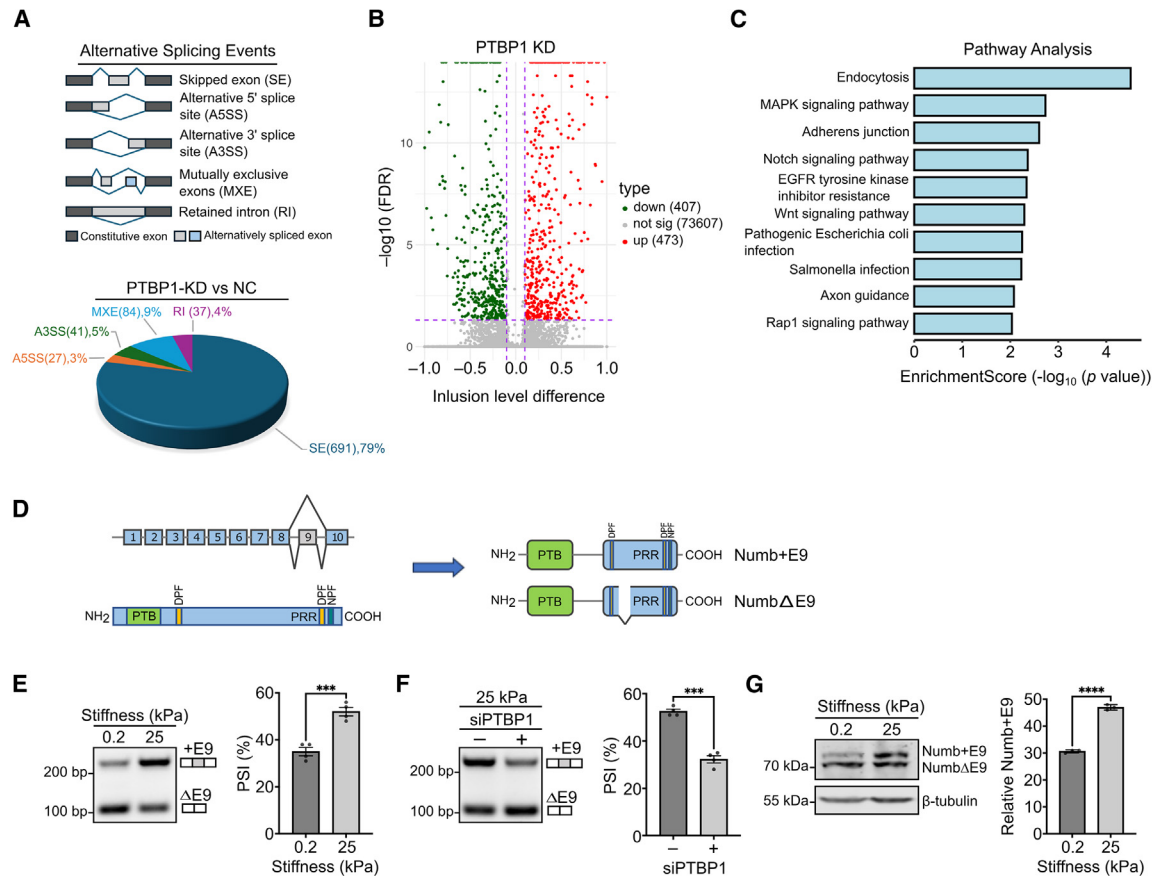 A
Alternative Splicing Events
Skipped exon (SE)
Alternative 5' splice
site (A5SS)
Alternative 3' splice
site (A3SS)
Mutually exclusive
exons (MXE)
Retained intron (RI)
Constitutive exon
Alternatively spliced exon
PTBP1-KD vs NC
MXE(84),9%
RI (37),4%
A3SS(41),5%
A5SS(27),3%
SE(691),79%
B
PTBP1 KD
−log10 (FDR)
10
5
0
−1.0
−0.5
0.0
0.5
1.0
Inlusion level difference
type
down (407)
not sig (73607)
up (473)
C
Pathway Analysis
Endocytosis
MAPK signaling pathway
Adherens junction
Notch signaling pathway
EGFR tyrosine kinase
inhibitor resistance
Wnt signaling pathway
Pathogenic Escherichia coli
infection
Salmonella infection
Axon guidance
Rap1 signaling pathway
0 1 2 3 4
EnrichmentScore (-log10 (p value))
D
1 2 3 4 5 6 7 8 9 10
DPF
DPF
NPF
NH2
PTB
PRR
COOH
DPF
DPF
NPF
NH2
PTB
PRR
COOH
Numb+E9
NH2
PTB
PRR
COOH
Numb∆E9
E
Stiffness (kPa)
0.2 25
+E9
200 bp
∆E9
100 bp
PSI (%)
60
40
20
0
***
0.2 25
Stiffness (kPa)
F
25 kPa
siPTBP1
− +
+E9
200 bp
∆E9
100 bp
PSI (%)
60
40
20
0
***
− +
siPTBP1
G
Stiffness (kPa)
0.2 25
Numb+E9
70 kDa
Numb∆E9
55 kDa
β-tubulin
Relative Numb+E9
50
40
30
20
10
0
****
0.2 25
Stiffness (kPa)